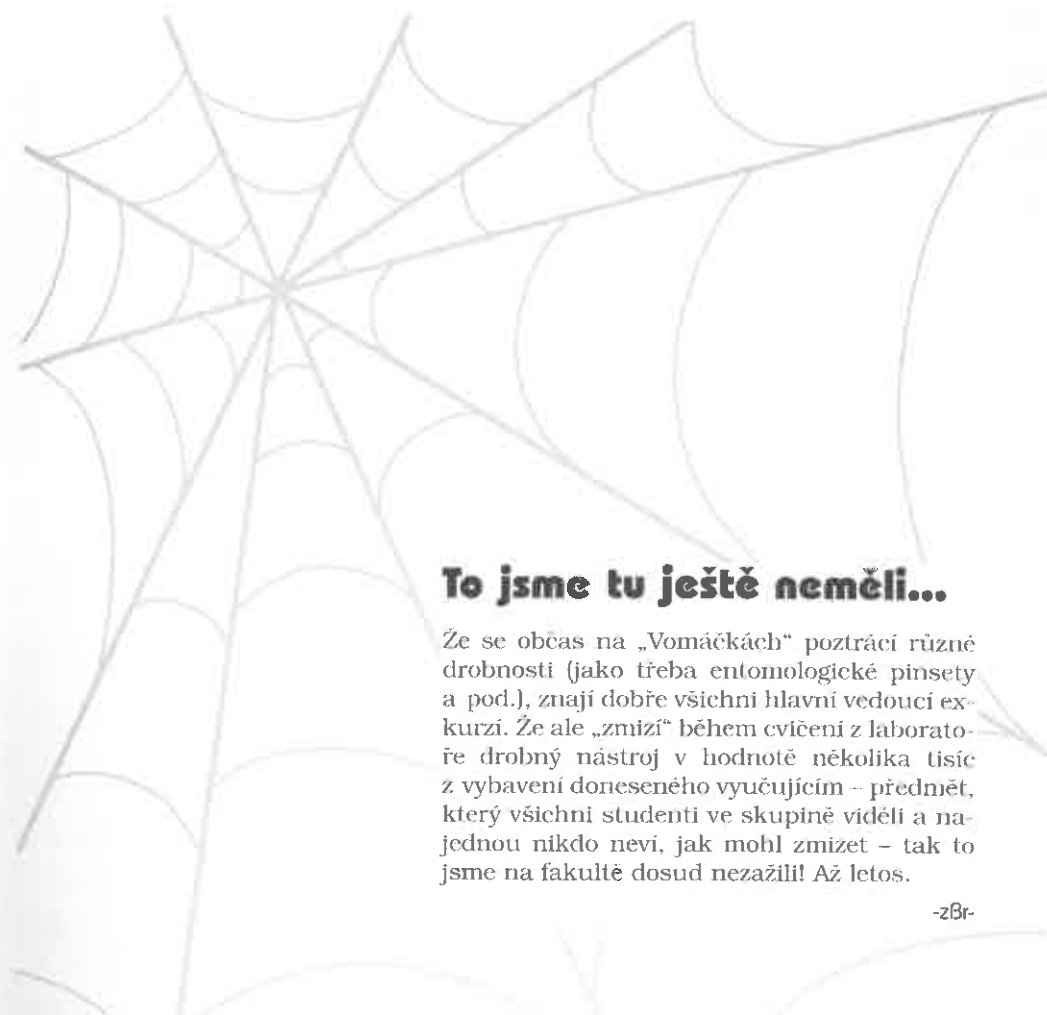 To jsme tu ještě neměli...
Že se občas na „Vomáčkách“ poztrácí různé
drobnosti (jako třeba entomologické pinsety
a pod.), znají dobře všichni hlavní vedoucí ex-
kurzí. Že ale „zmizí“ během cvičení z laborato-
ře drobný nástroj v hodnotě několika tisíc
z vybavení doneseného vyučujícím – předmět,
který všichni studenti ve skupině viděli a na-
jednou nikdo neví, jak mohl zmizet – tak to
jsme na fakultě dosud nezažili! Až letos.
-zBr-